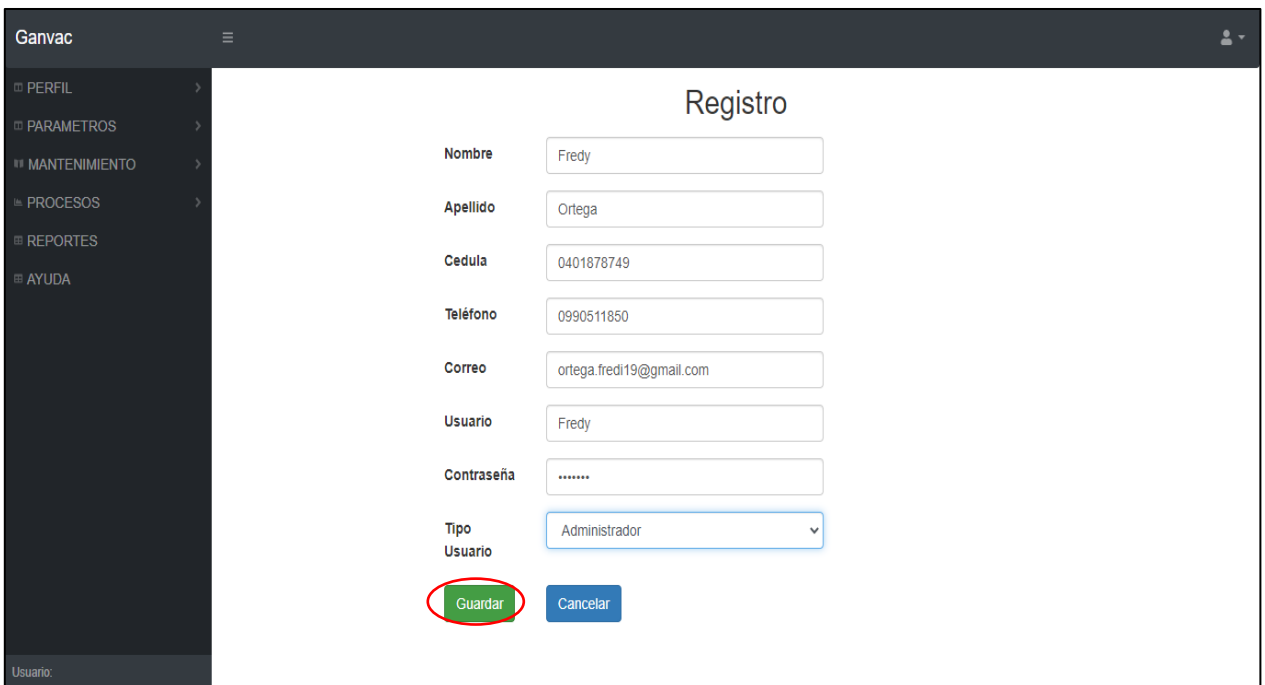 Ganvac
PERFIL
PARAMETROS
MANTENIMIENTO
PROCESOS
REPORTES
AYUDA
Usuario:
Registro
Nombre Fredy
Apellido Ortega
Cedula 0401878749
Teléfono 0990511850
Correo ortega.fredi19@gmail.com
Usuario Fredy
Contraseña •••••••
Tipo Administrador
Usuario
Guardar Cancelar